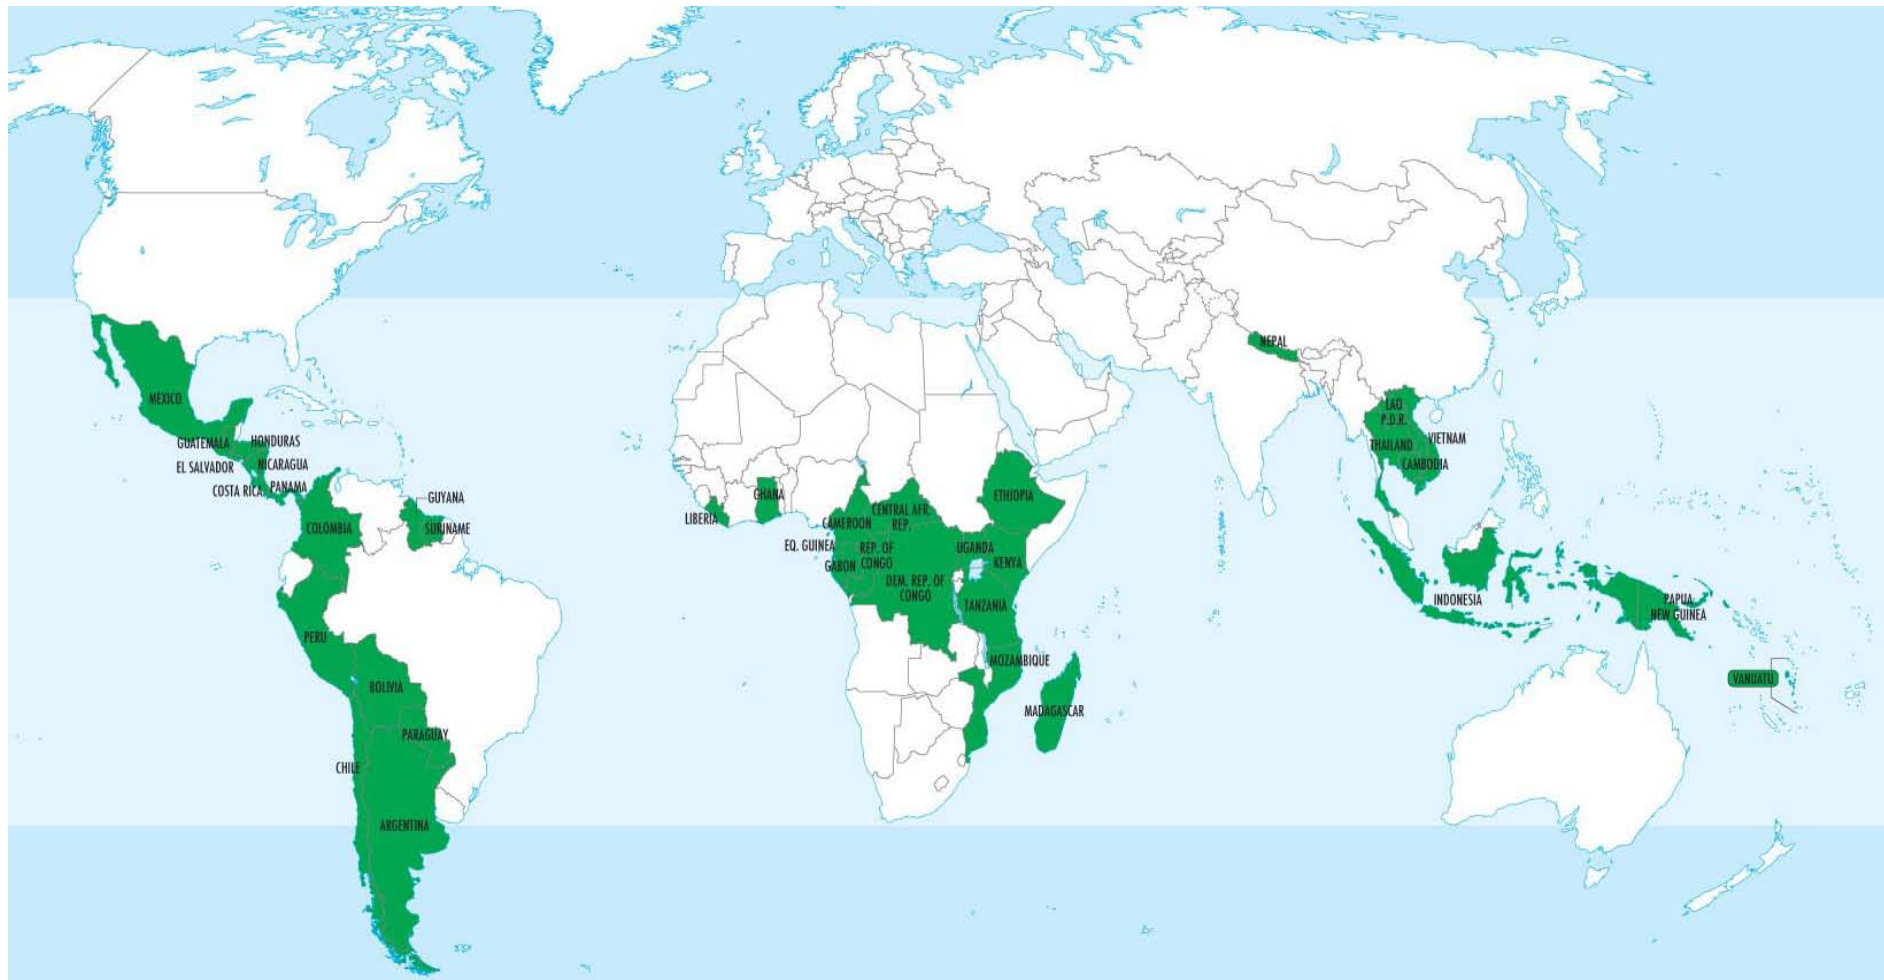 MÉXICO
GUATEMALA
HONDURAS
EL SALVADOR
NICARAGUA
COSTA RICA
PANAMA
GUYANA
SURINAME
COLOMBIA
PERU
BOLIVIA
PARAGUAY
CHILE
ARGENTINA
LIBERIA
GHANA
CAMEROON
CENTRAL AFR.
REP.
ETHIOPIA
EQ. GUINEA
GABON
REP. OF
CONGO
DEM. REP. OF
CONGO
UGANDA
KENYA
TANZANIA
MOZAMBIQUE
MADAGASCAR
NEPAL
LAO
P.D.R.
THAILAND
VIETNAM
CAMBODIA
INDONESIA
PAPUA
NEW GUINEA
VANUATU